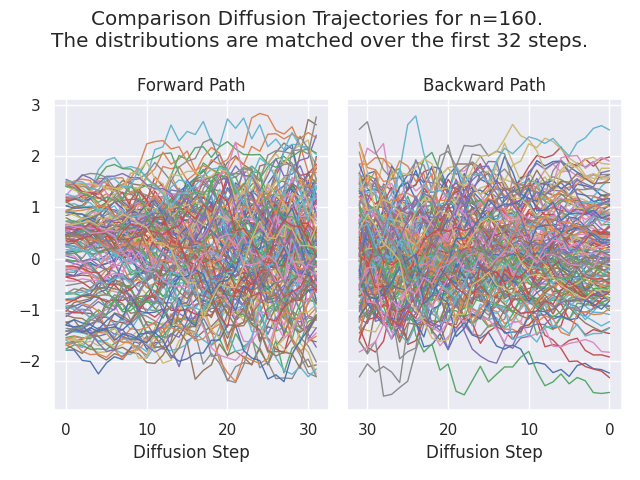 Comparison Diffusion Trajectories for n=160.
The distributions are matched over the first 32 steps.
Forward Path
Backward Path
3
2
1
0
−1
−2
0 10 20 30
30 20 10 0
Diffusion Step
Diffusion Step